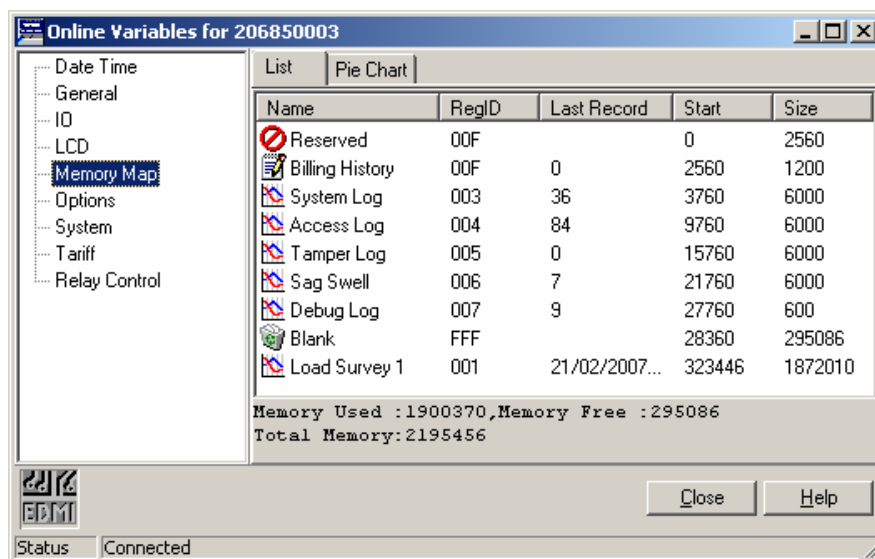 Online Variables for 206850003
Date Time
General
IO
LCD
Memory Map
Options
System
Tariff
Relay Control
List Pie Chart
Name RegID Last Record Start Size
Reserved 00F 0 2560
Billing History 00F 0 2560 1200
System Log 003 36 3760 6000
Access Log 004 84 9760 6000
Tamper Log 005 0 15760 6000
Sag Swell 006 7 21760 6000
Debug Log 007 9 27760 600
Blank FFF 28360 295086
Load Survey 1 001 21/02/2007... 323446 1872010
Memory Used :1900370,Memory Free :295086
Total Memory:2195456
EDMI
Close Help
Status Connected